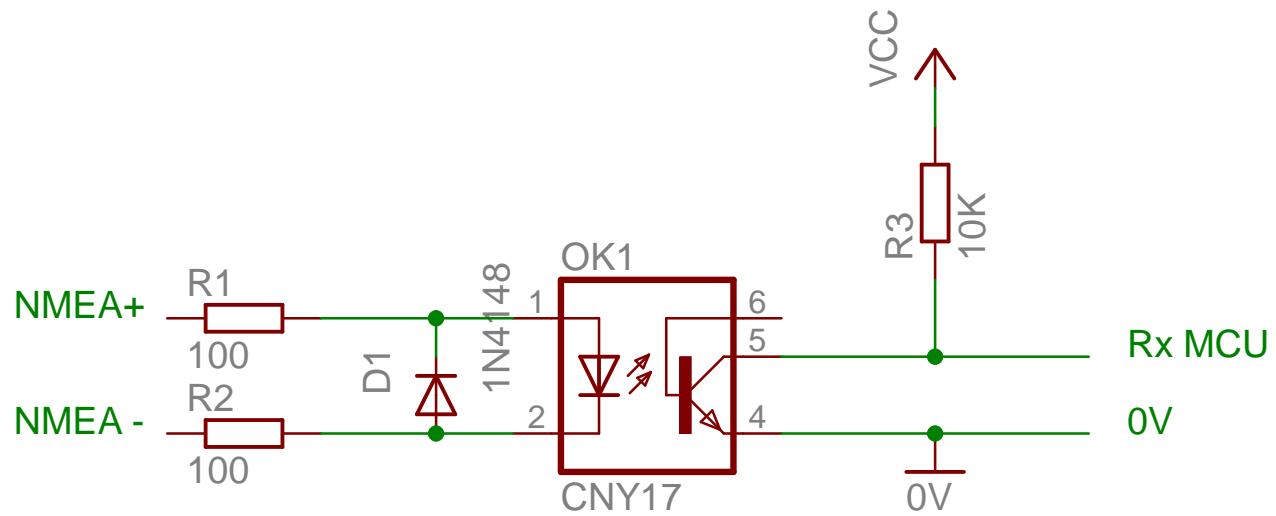 VCC
R3
10K
OK1
1N4148
NMEA+
R1
1
6
5
Rx MCU
100
D1
R2
NMEA -
2
4
0V
100
CNY17
0V